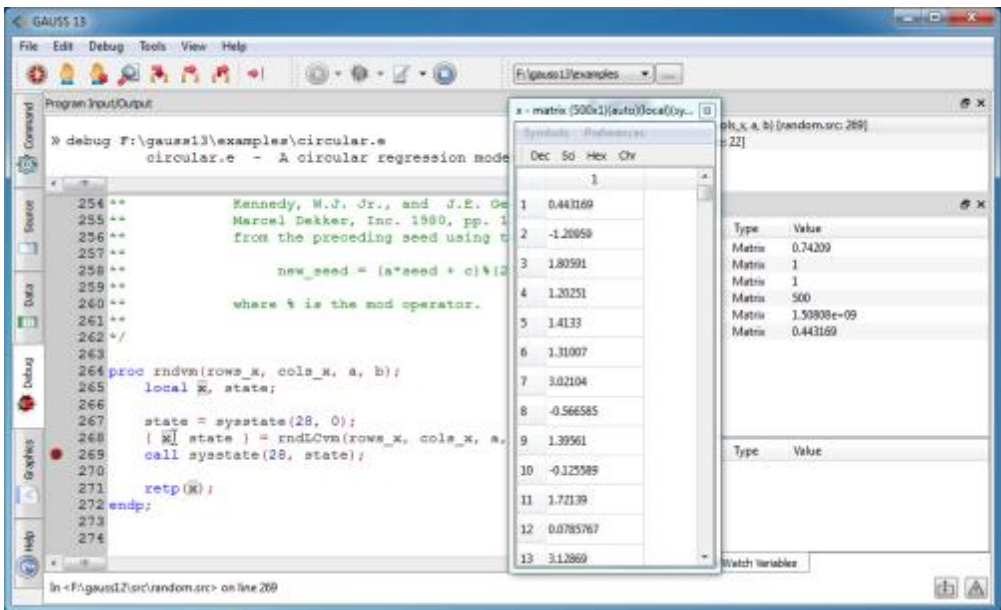 GAUSS 13
File Edit Debug Tools View Help
F:\gauss13\examples
Program Input/Output
» debug F:\gauss13\examples\circular.e
circular.e - A circular regression mode
Command
Source
Data
Debug
Graphics
Help
254 ** Kennedy, W.J. Jr., and J.E. Ge
255 ** Marcel Dekker, Inc. 1980, pp. 1
256 ** from the preceding seed using t
257 **
258 ** new_seed = (a*seed + c)%(2
259 **
260 ** where % is the mod operator.
261 **
262 */
263
264 proc rndvm(rows_x, cols_x, a, b);
265 local x, state;
266
267 state = sysstate(28, 0);
268 { x, state } = rndLCvm(rows_x, cols_x, a,
269 call sysstate(28, state);
270
271 retp(x);
272 endp;
273
274
In <F:\gauss12\src\random.src> on line 269
x - matrix (500x1)(auto)(local)(sy...
Symbols Preferences
Dec Sci Hex Chr
1
1 0.443169
2 -1.20959
3 1.80591
4 1.20251
5 1.4133
6 1.31007
7 3.02104
8 -0.566585
9 1.39561
10 -0.125589
11 1.72139
12 0.0785767
13 3.12869
ols_x, a, b) [random.src: 269]
22]
Type Value
Matrix 0.74209
Matrix 1
Matrix 1
Matrix 500
Matrix 1.50808e+09
Matrix 0.443169
Type Value
Watch Variables